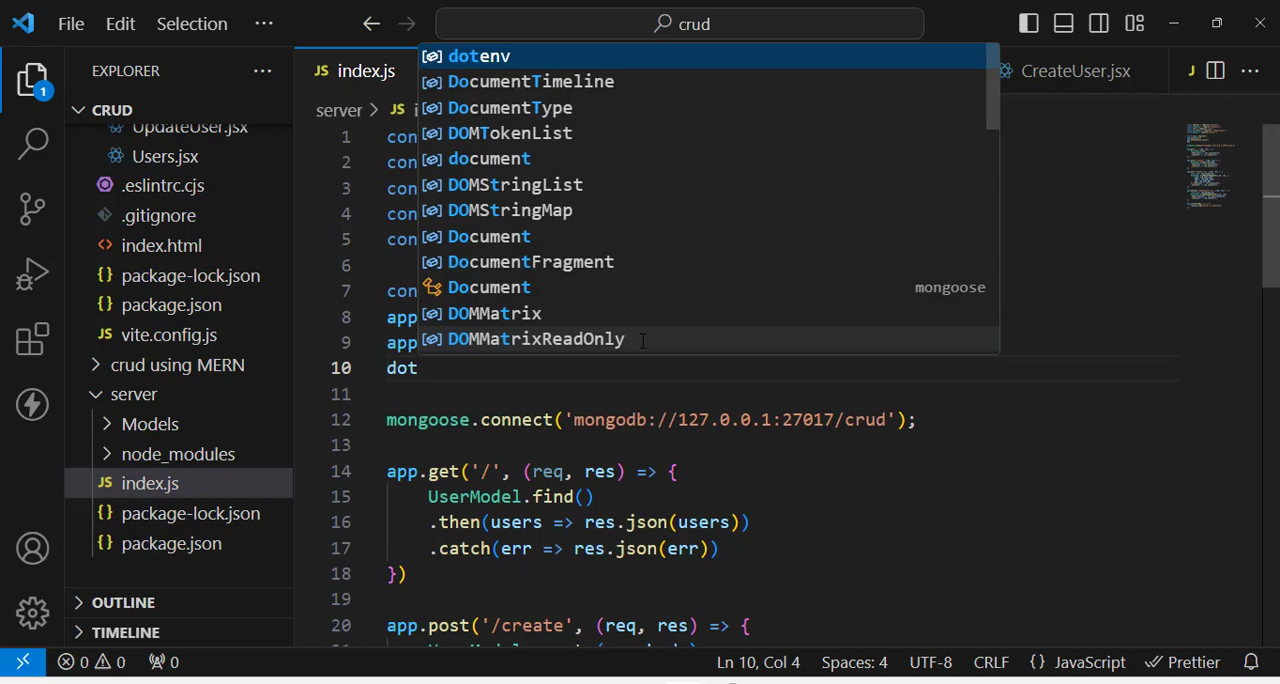 File Edit Selection ··· crud
EXPLORER ···
CRUD
UpdateUser.jsx
Users.jsx
.eslintrc.cjs
.gitignore
<> index.html
{} package-lock.json
{} package.json
JS vite.config.js
crud using MERN
server
Models
node_modules
JS index.js
{} package-lock.json
{} package.json
OUTLINE
TIMELINE
1
JS index.js
CreateUser.jsx
J ···
server > JS i
dotenv
DocumentTimeline
DocumentType
DOMTokenList
document
DOMStringList
DOMStringMap
Document
DocumentFragment
Document mongoose
DOMMatrix
DOMMatrixReadOnly
1 con
2 con
3 con
4 con
5 con
6
7 con
8 app
9 app
10 dot
11
12 mongoose.connect('mongodb://127.0.0.1:27017/crud');
13
14 app.get('/', (req, res) => {
15 UserModel.find()
16 .then(users => res.json(users))
17 .catch(err => res.json(err))
18 })
19
20 app.post('/create', (req, res) => {
0 0 0 Ln 10, Col 4 Spaces: 4 UTF-8 CRLF {} JavaScript Prettier